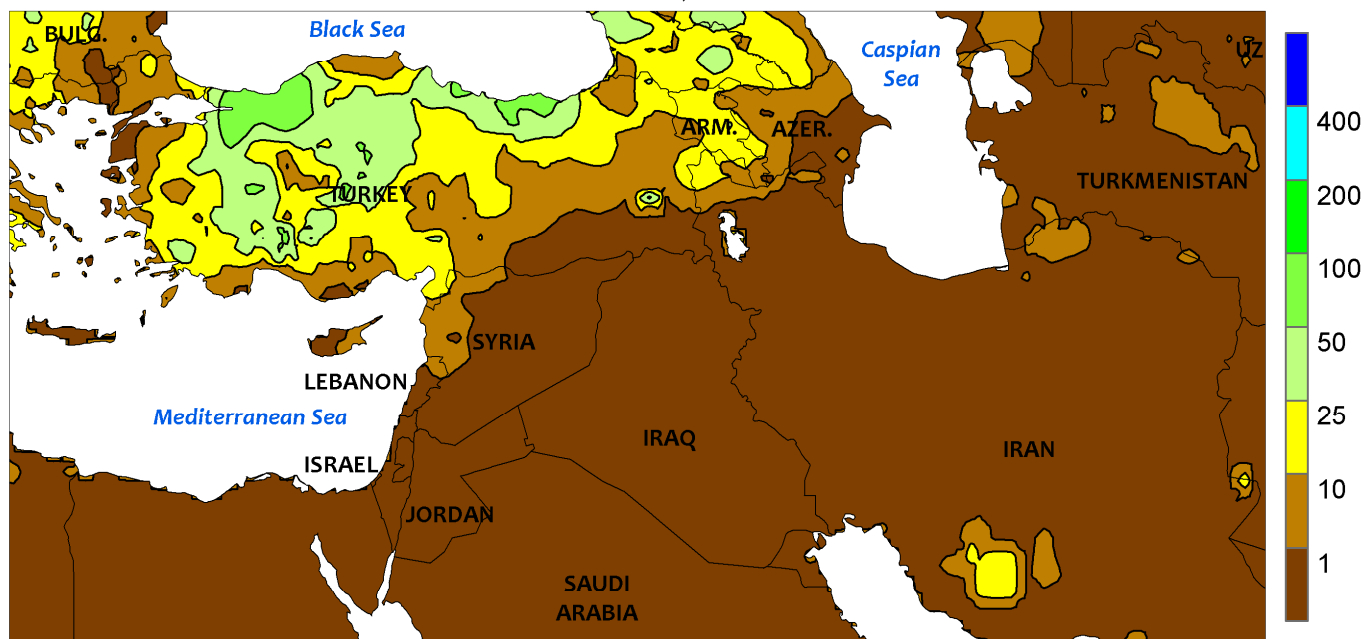 BULG.
Black Sea
Caspian
Sea
UZ
400
ARM.
AZER.
200
TURKEY
TURKMENISTAN
100
50
SYRIA
LEBANON
Mediterranean Sea
25
IRAQ
IRAN
ISRAEL
10
JORDAN
1
SAUDI
ARABIA